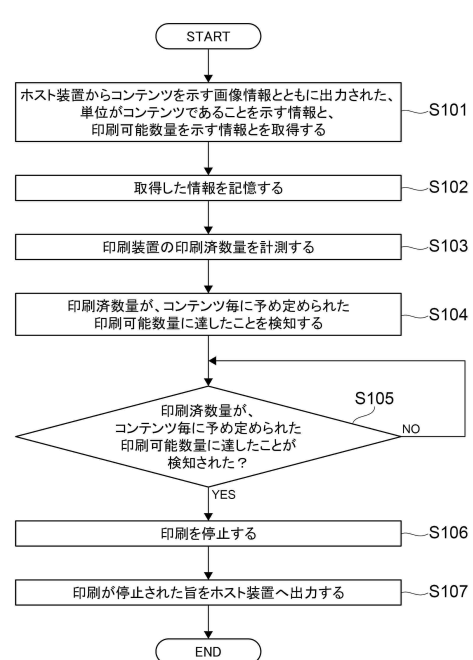 START
ホスト装置からコンテンツを示す画像情報とともに出力された、
単位がコンテンツであることを示す情報と、
印刷可能数量を示す情報とを取得する
S101
取得した情報を記憶する
S102
印刷装置の印刷済数量を計測する
S103
印刷済数量が、コンテンツ毎に予め定められた
印刷可能数量に達したことを検知する
S104
S105
印刷済数量が、
コンテンツ毎に予め定められた
印刷可能数量に達したことが
検知された？
NO
YES
印刷を停止する
S106
印刷が停止された旨をホスト装置へ出力する
S107
END